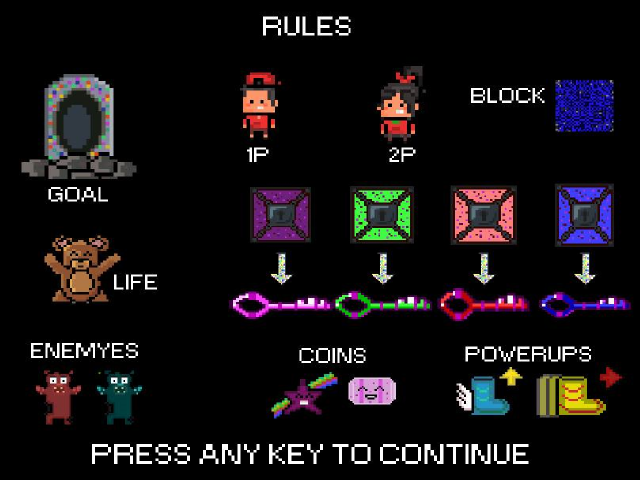 RULES
BLOCK
1P
2P
GOAL
LIFE
ENEMYES
COINS
POWERUPS
PRESS ANY KEY TO CONTINUE